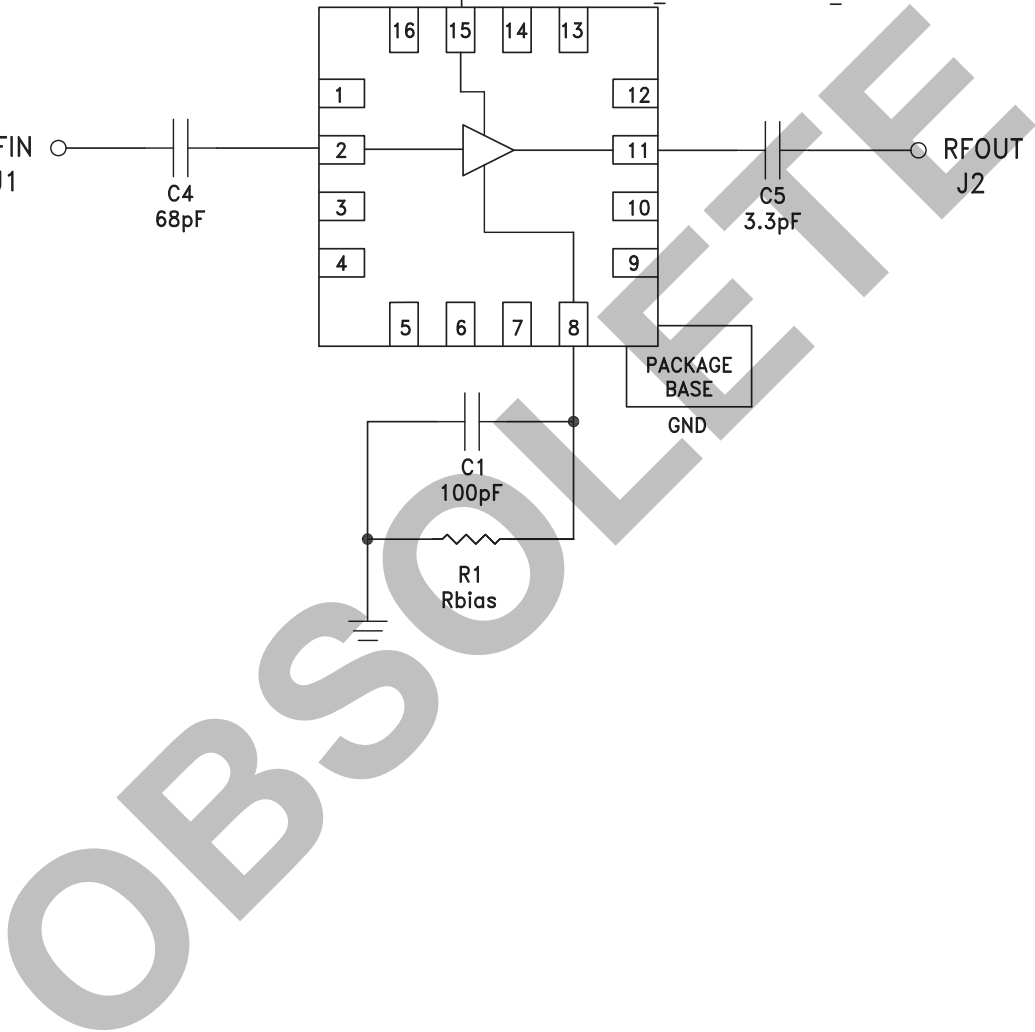 16 15 14 13
1
12
FIN
2
11
RFOUT
J1
J2
C4
68pF
C5
3.3pF
3
10
4
9
5 6 7 8
PACKAGE
BASE
GND
C1
100pF
R1
Rbias
OBSOLETE